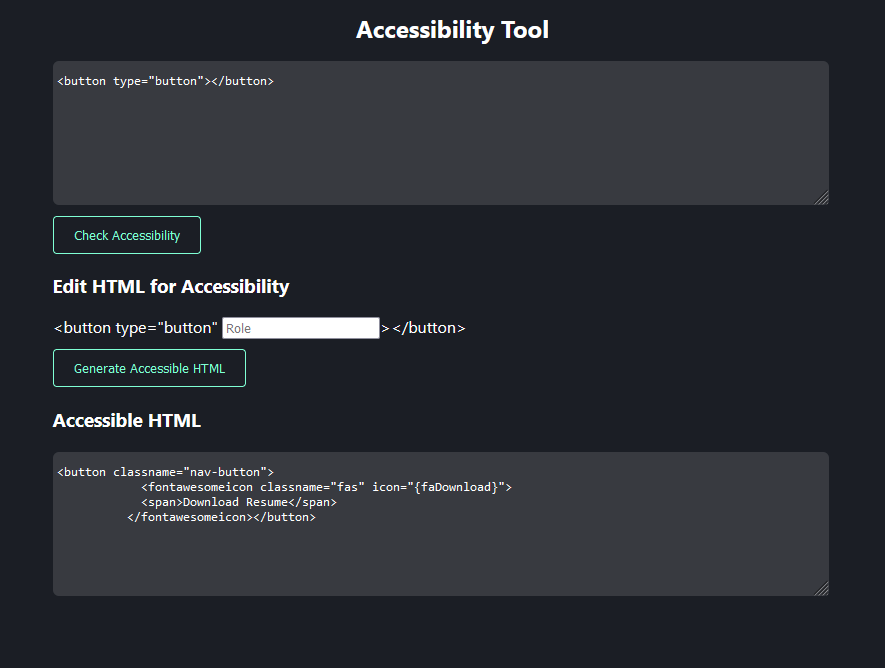 Accessibility Tool
<button type="button"></button>
Check Accessibility
Edit HTML for Accessibility
<button type="button" Role ></button>
Generate Accessible HTML
Accessible HTML
<button classname="nav-button">
<fontawesomeicon classname="fas" icon="{faDownload}">
<span>Download Resume</span>
</fontawesomeicon></button>